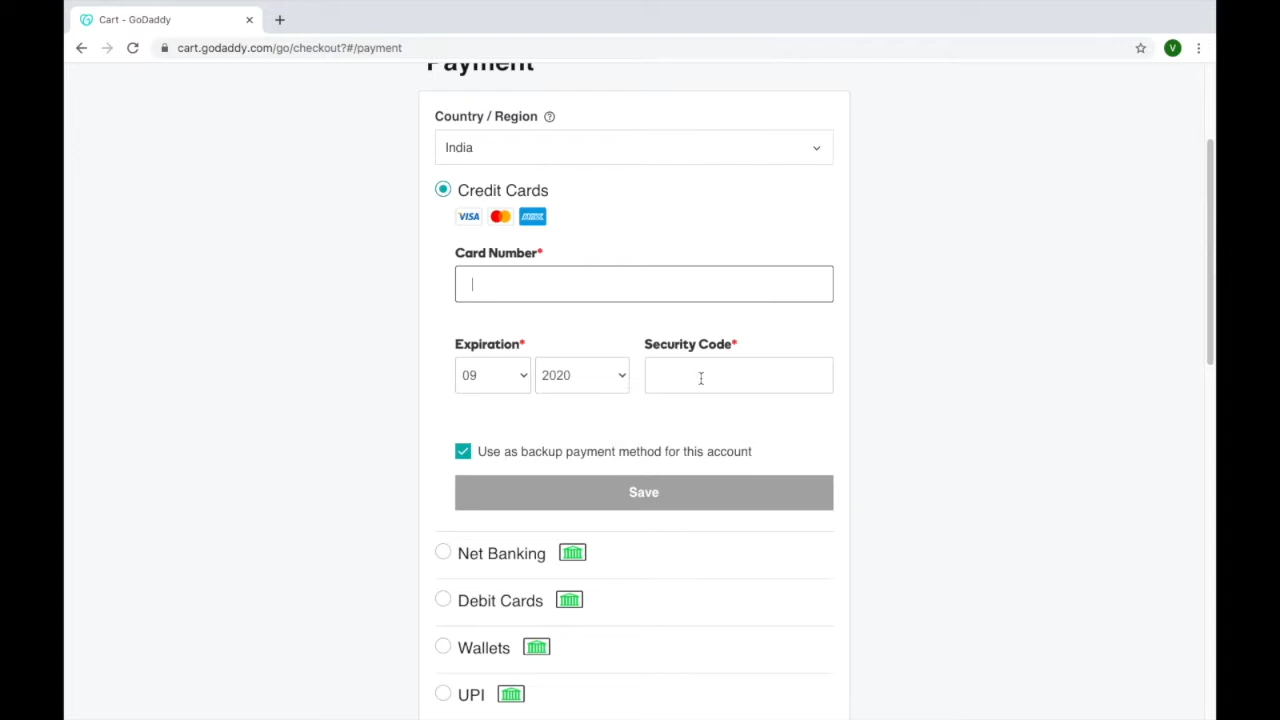 Cart - GoDaddy
cart.godaddy.com/go/checkout?#/payment
V
Payment
Country / Region ?
India
Credit Cards
VISA AMEX
Card Number*
Expiration* Security Code*
09 2020
Use as backup payment method for this account
Save
Net Banking
Debit Cards
Wallets
UPI